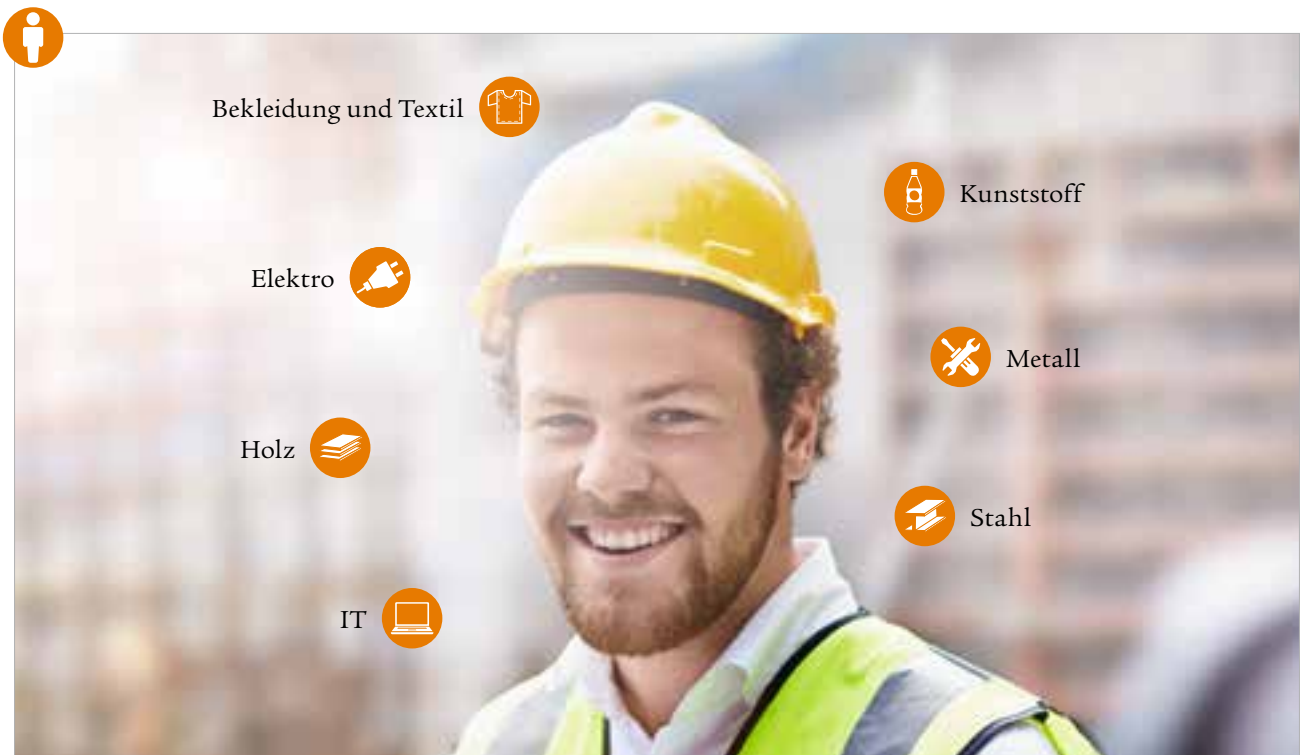 Bekleidung und Textil
Kunststoff
Elektro
Metall
Holz
Stahl
IT